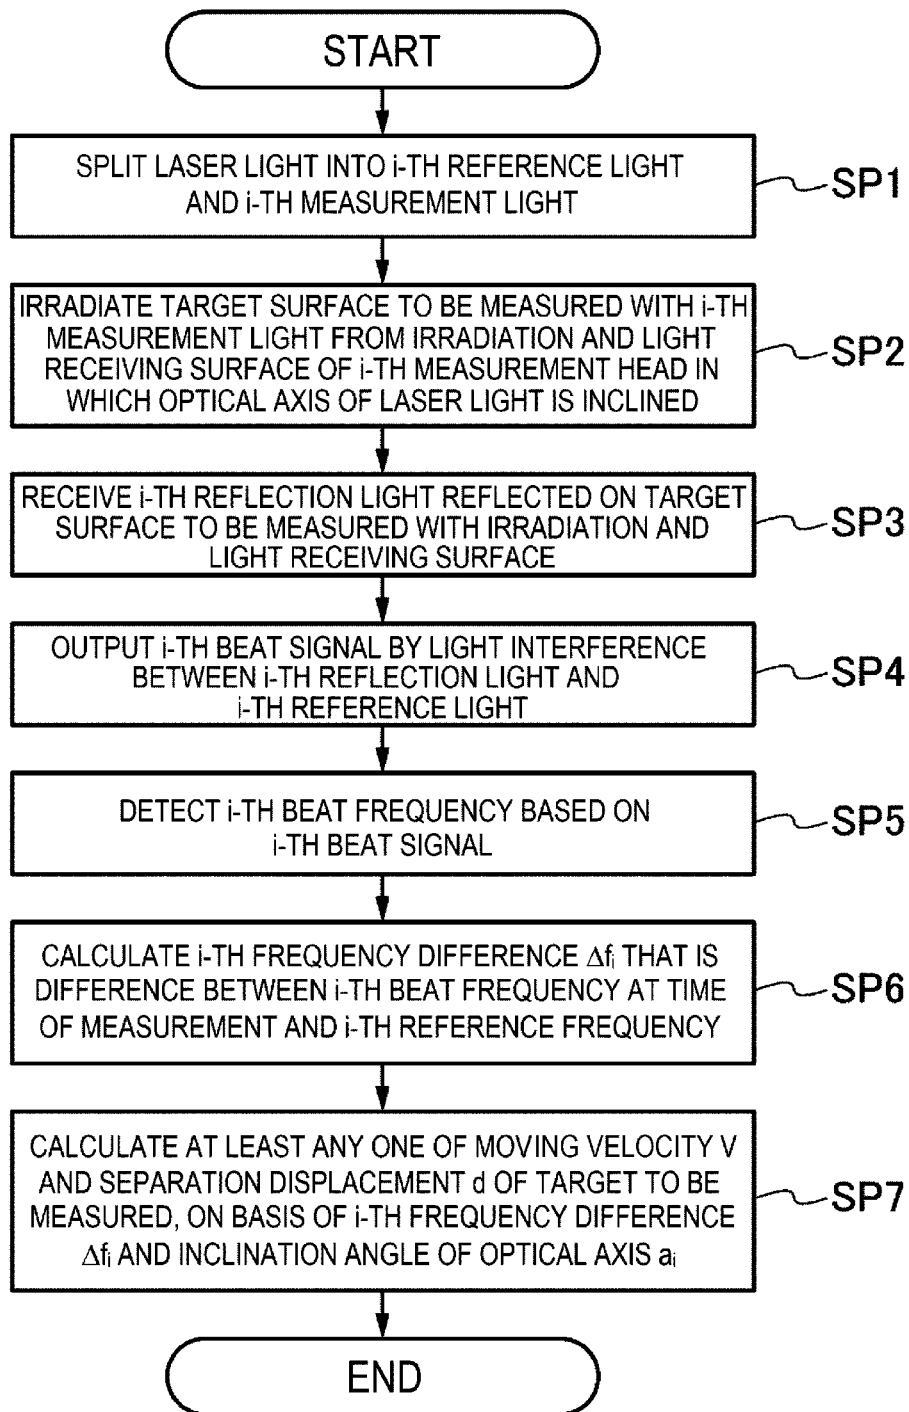 START
SPLIT LASER LIGHT INTO i-TH REFERENCE LIGHT
AND i-TH MEASUREMENT LIGHT
SP1
IRRADIATE TARGET SURFACE TO BE MEASURED WITH i-TH
MEASUREMENT LIGHT FROM IRRADIATION AND LIGHT
RECEIVING SURFACE OF i-TH MEASUREMENT HEAD IN
WHICH OPTICAL AXIS OF LASER LIGHT IS INCLINED
SP2
RECEIVE i-TH REFLECTION LIGHT REFLECTED ON TARGET
SURFACE TO BE MEASURED WITH IRRADIATION AND
LIGHT RECEIVING SURFACE
SP3
OUTPUT i-TH BEAT SIGNAL BY LIGHT INTERFERENCE
BETWEEN i-TH REFLECTION LIGHT AND
i-TH REFERENCE LIGHT
SP4
DETECT i-TH BEAT FREQUENCY BASED ON
i-TH BEAT SIGNAL
SP5
CALCULATE i-TH FREQUENCY DIFFERENCE Δfᵢ THAT IS
DIFFERENCE BETWEEN i-TH BEAT FREQUENCY AT TIME
OF MEASUREMENT AND i-TH REFERENCE FREQUENCY
SP6
CALCULATE AT LEAST ANY ONE OF MOVING VELOCITY V
AND SEPARATION DISPLACEMENT d OF TARGET TO BE
MEASURED, ON BASIS OF i-TH FREQUENCY DIFFERENCE
Δfᵢ AND INCLINATION ANGLE OF OPTICAL AXIS aᵢ
SP7
END